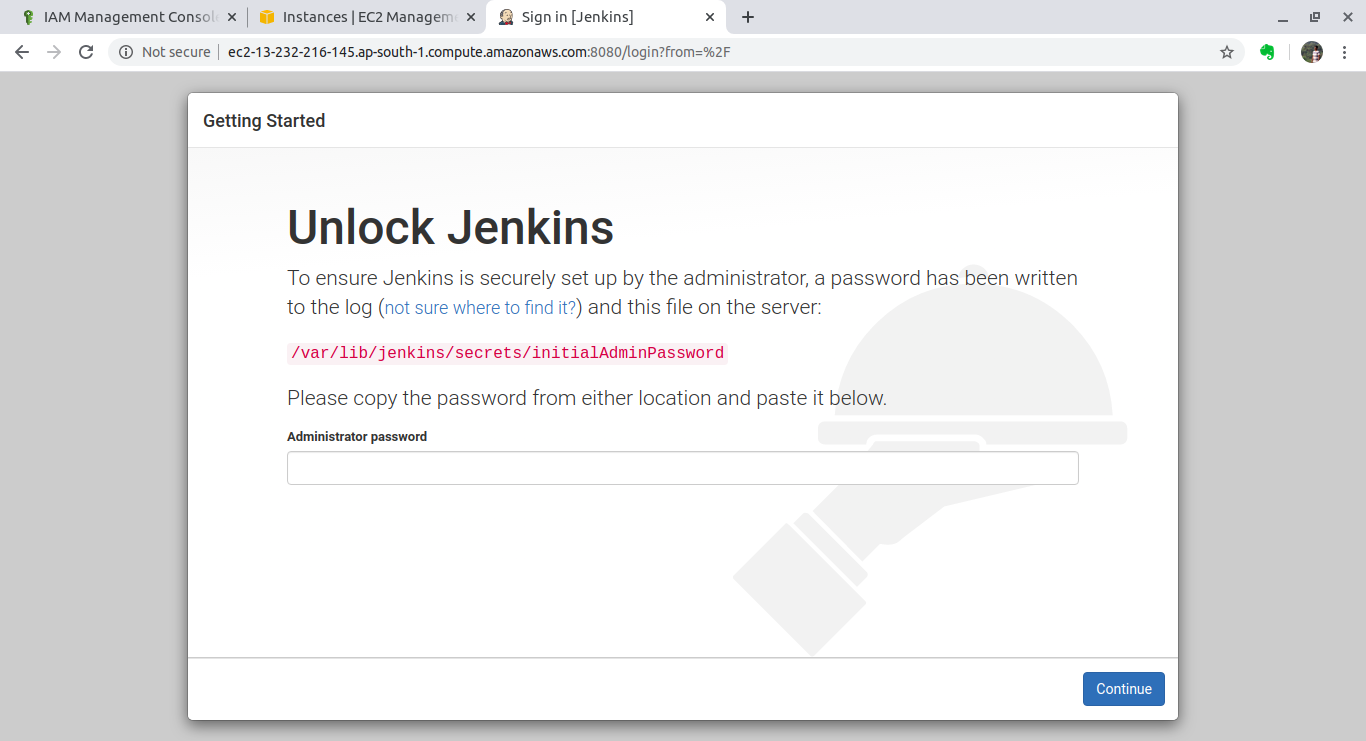 IAM Management Consol
Instances | EC2 Managem
Sign in [Jenkins]
Not secure
ec2-13-232-216-145.ap-south-1.compute.amazonaws.com:8080/login?from=%2F
Getting Started
Unlock Jenkins
To ensure Jenkins is securely set up by the administrator, a password has been written
to the log (not sure where to find it?) and this file on the server:
/var/lib/jenkins/secrets/initialAdminPassword
Please copy the password from either location and paste it below.
Administrator password
Continue